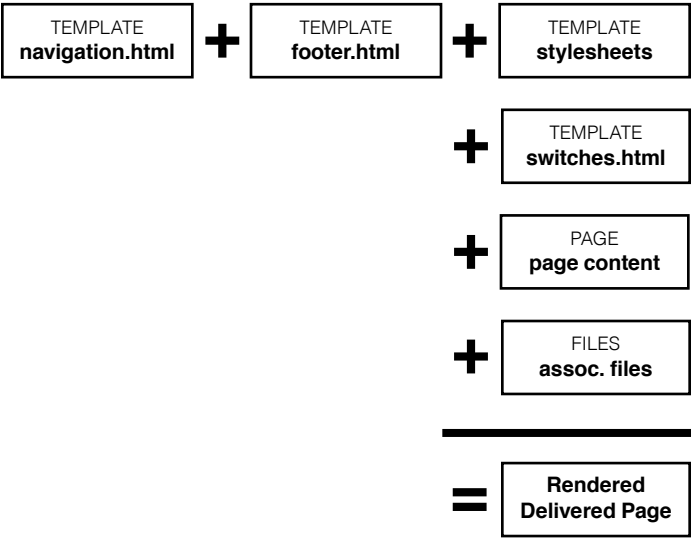 TEMPLATE
navigation.html
+
TEMPLATE
footer.html
+
TEMPLATE
stylesheets
+
TEMPLATE
switches.html
+
PAGE
page content
+
FILES
assoc. files
=
Rendered
Delivered Page